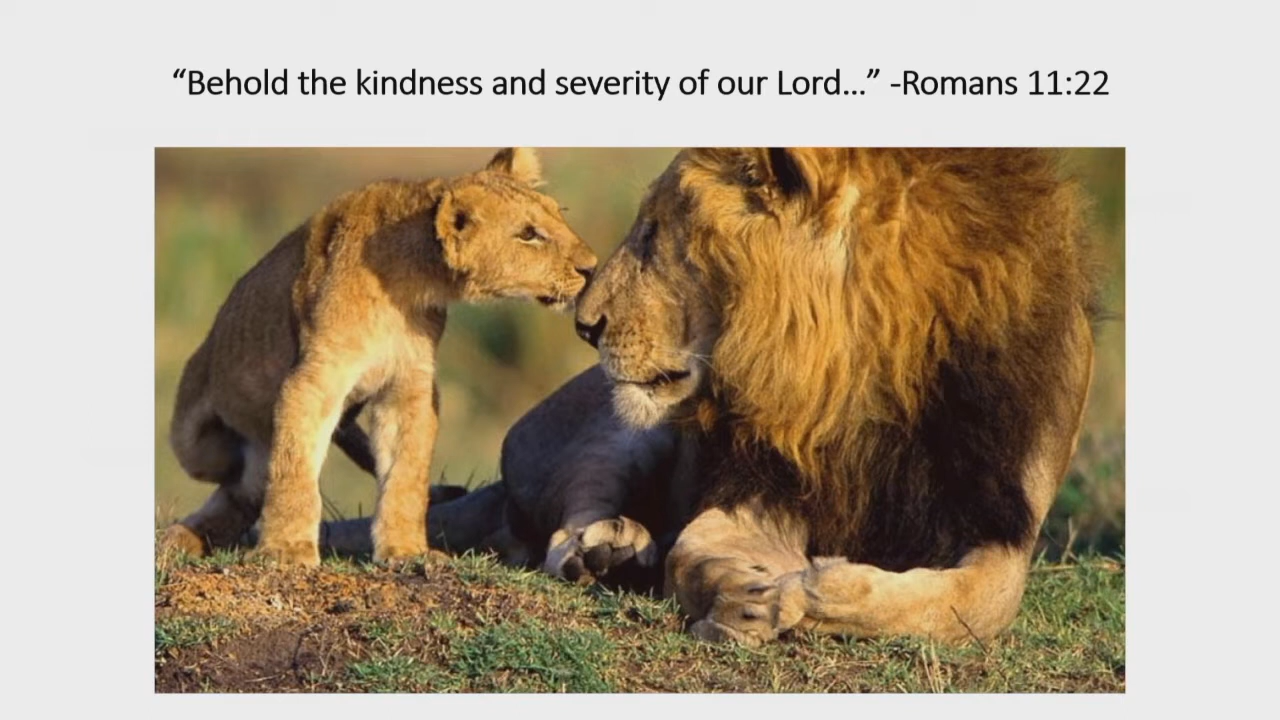 “Behold the kindness and severity of our Lord…” -Romans 11:22